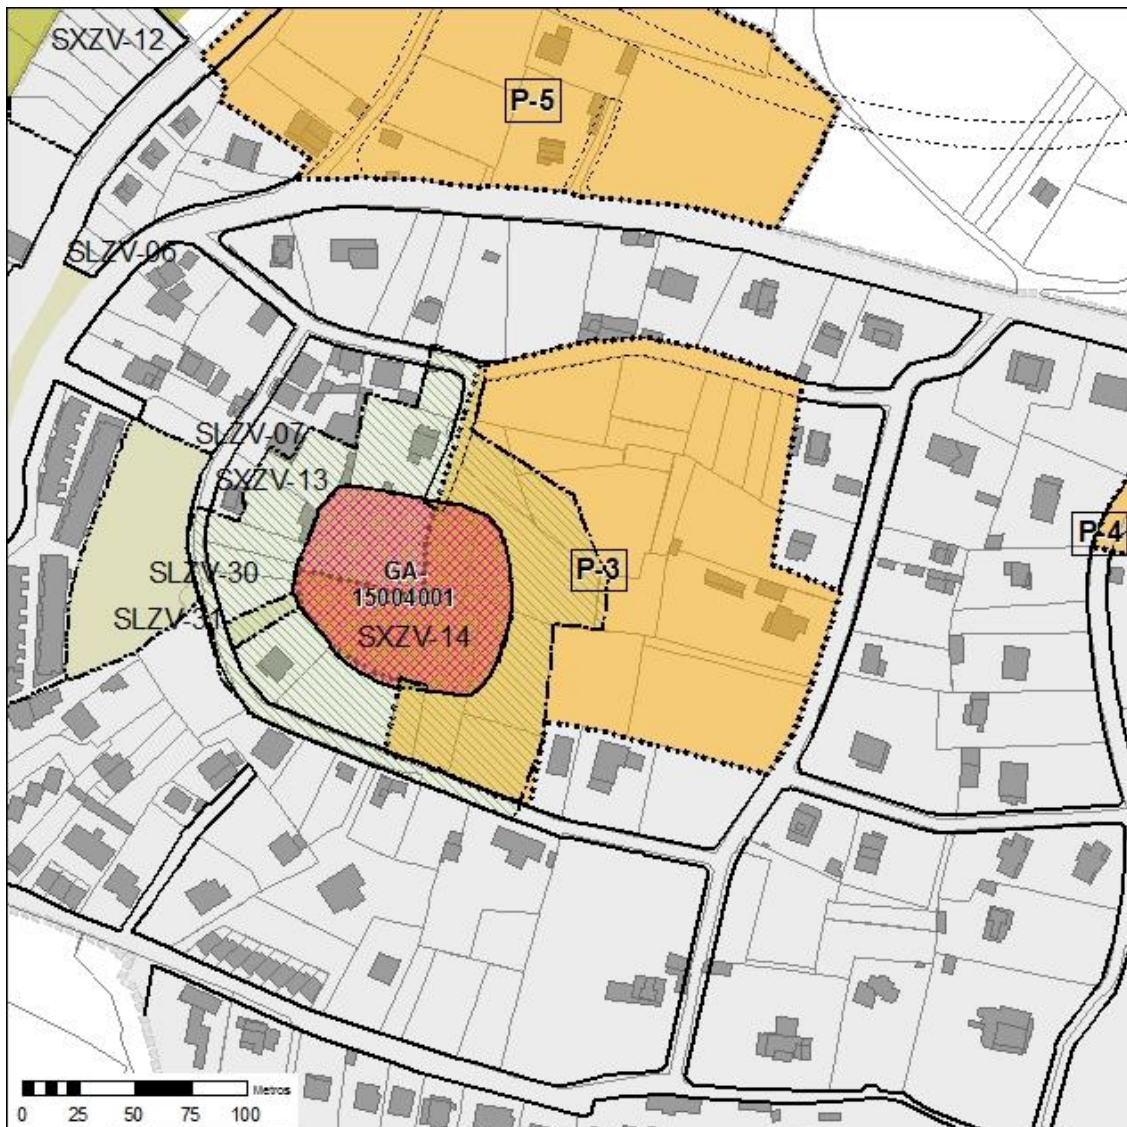 SXZV-12
P-5
SLZV-06
SLZV-07
SXZV-13
P-4
SLZV-30
GA-
15004001
P-3
SLZV-31
SXZV-14
Metros
0 25 50 75 100